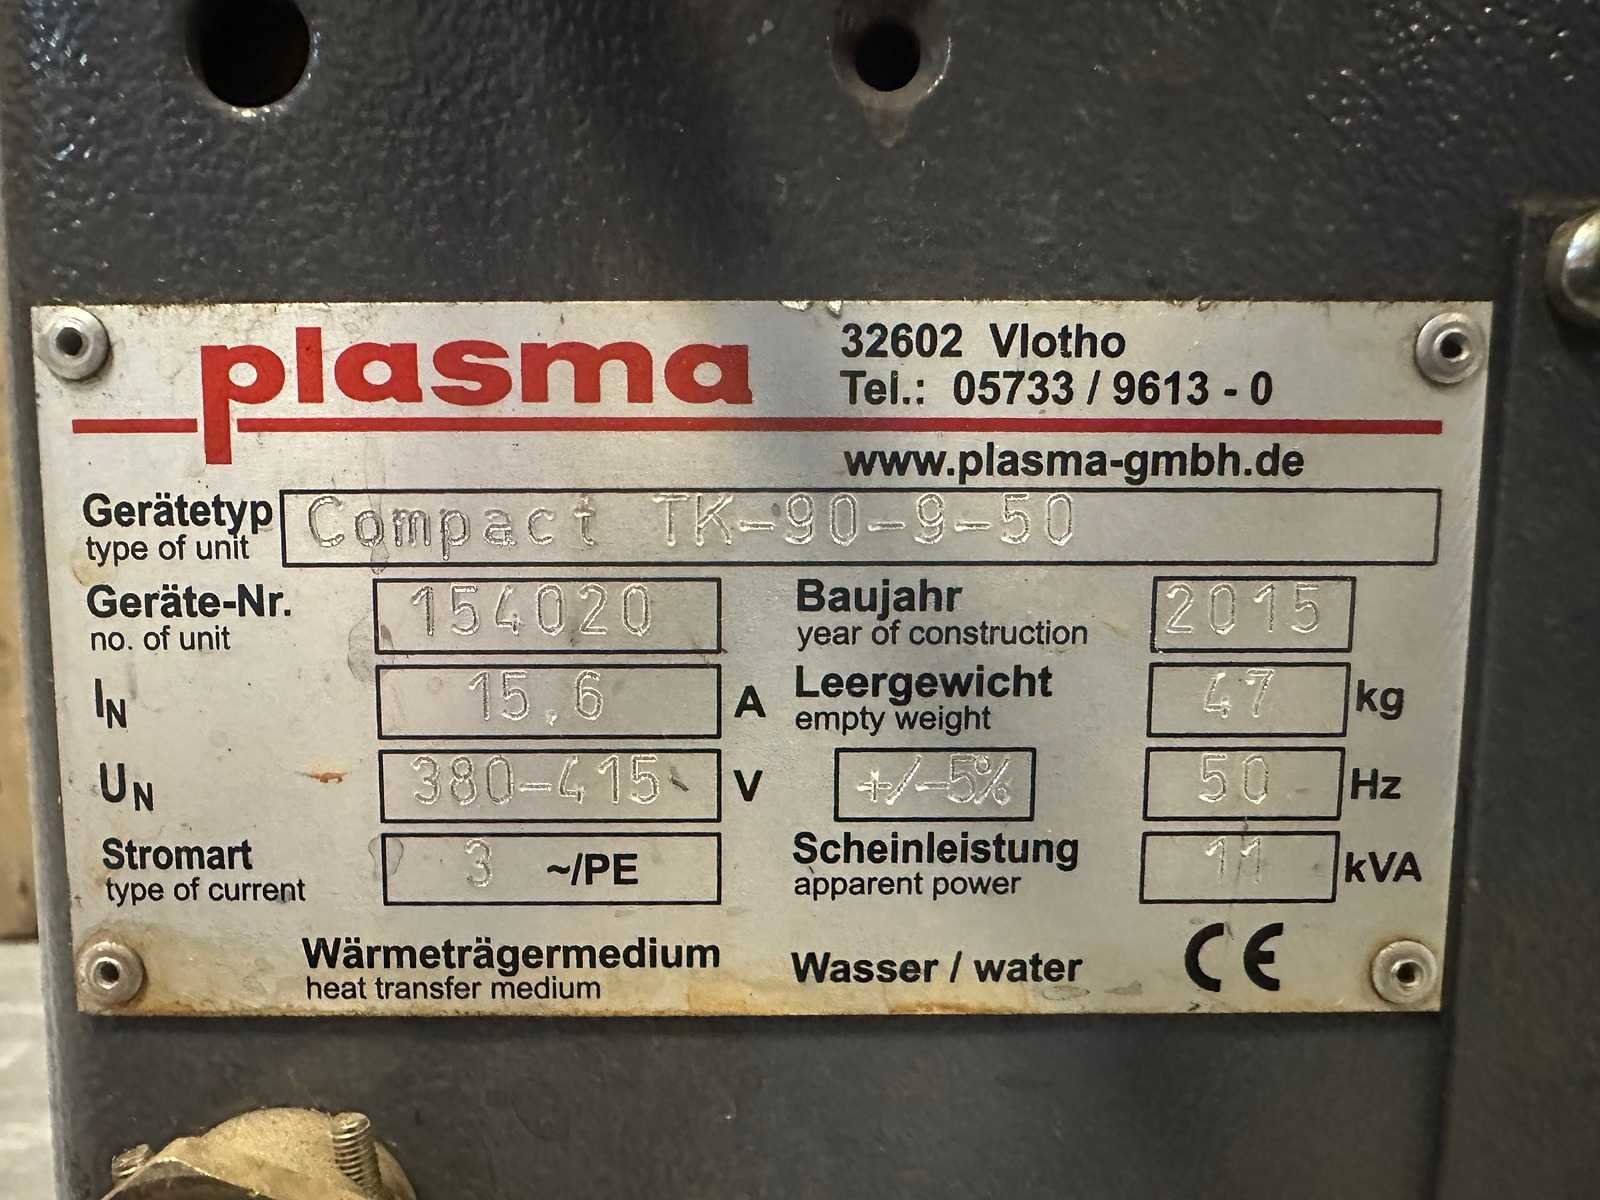 plasma
32602 Vlotho
Tel.: 05733 / 9613 - 0
www.plasma-gmbh.de
Gerätetyp Compact TK-90-9-50
type of unit
Geräte-Nr. 154020 Baujahr 2015
no. of unit year of construction
IN 15,6 A Leergewicht 47 kg
empty weight
UN 380-415 V +/-5% 50 Hz
Stromart 3 ~/PE Scheinleistung 11 kVA
type of current apparent power
Wärmeträgermedium Wasser / water CE
heat transfer medium